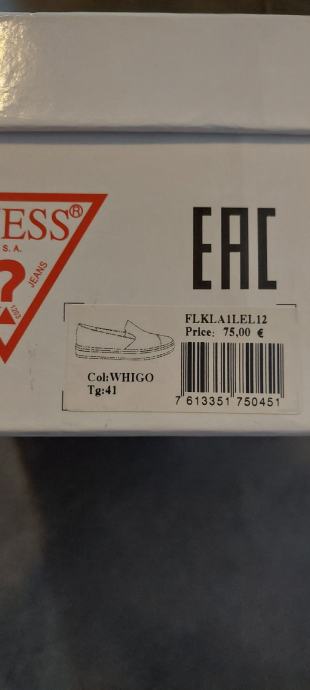 ESS®
S. A.
?
JEANS
EAC
FLKLA1LEL12
Price: 75,00 €
Col:WHIGO
Tg:41
7 613351 750451